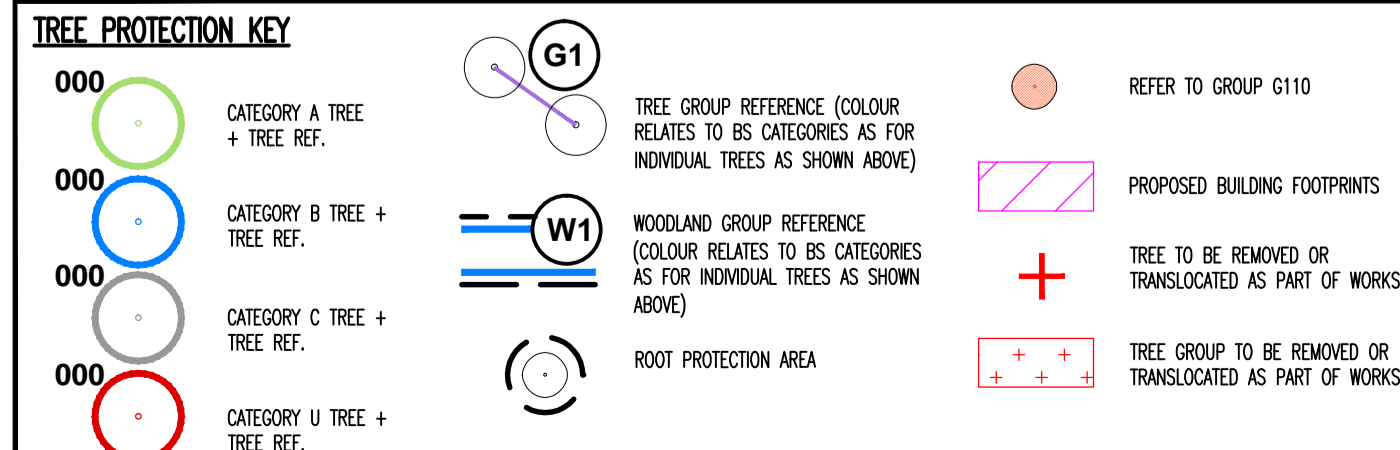 TREE PROTECTION KEY
000
CATEGORY A TREE
+ TREE REF.
000
CATEGORY B TREE +
TREE REF.
000
CATEGORY C TREE +
TREE REF.
000
CATEGORY U TREE +
TREE REF.
G1
TREE GROUP REFERENCE (COLOUR
RELATES TO BS CATEGORIES AS FOR
INDIVIDUAL TREES AS SHOWN ABOVE)
W1
WOODLAND GROUP REFERENCE
(COLOUR RELATES TO BS CATEGORIES
AS FOR INDIVIDUAL TREES AS SHOWN
ABOVE)
ROOT PROTECTION AREA
REFER TO GROUP G110
PROPOSED BUILDING FOOTPRINTS
TREE TO BE REMOVED OR
TRANSLOCATED AS PART OF WORKS
TREE GROUP TO BE REMOVED OR
TRANSLOCATED AS PART OF WORKS